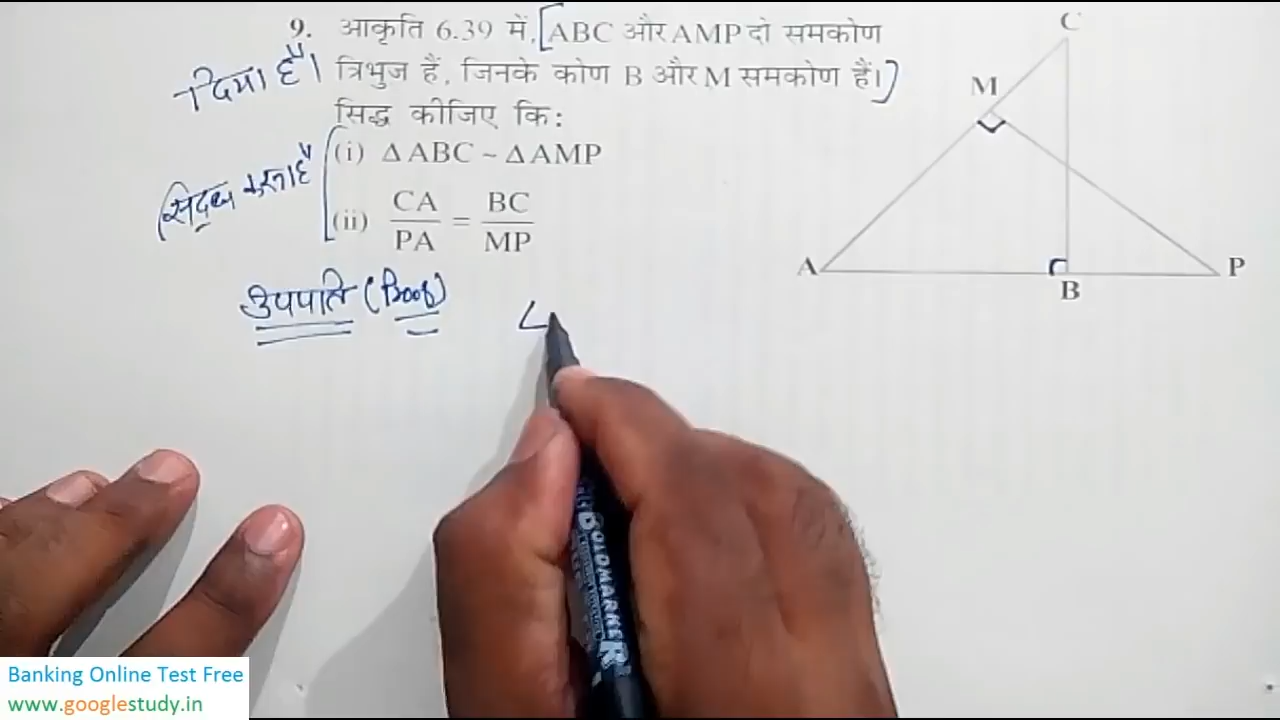 9. आकृति 6.39 में, [ABC और AMP दो समकोण
त्रिभुज हैं, जिनके कोण B और M समकोण हैं।]
दिया है।
सिद्ध कीजिए कि:
(i) ΔABC ~ ΔAMP
सिद्ध करना है
(ii) CA/PA = BC/MP
उपपति (Proof)
C
M
A
B
P
BOLDMARKER
Banking Online Test Free
www.googlestudy.in